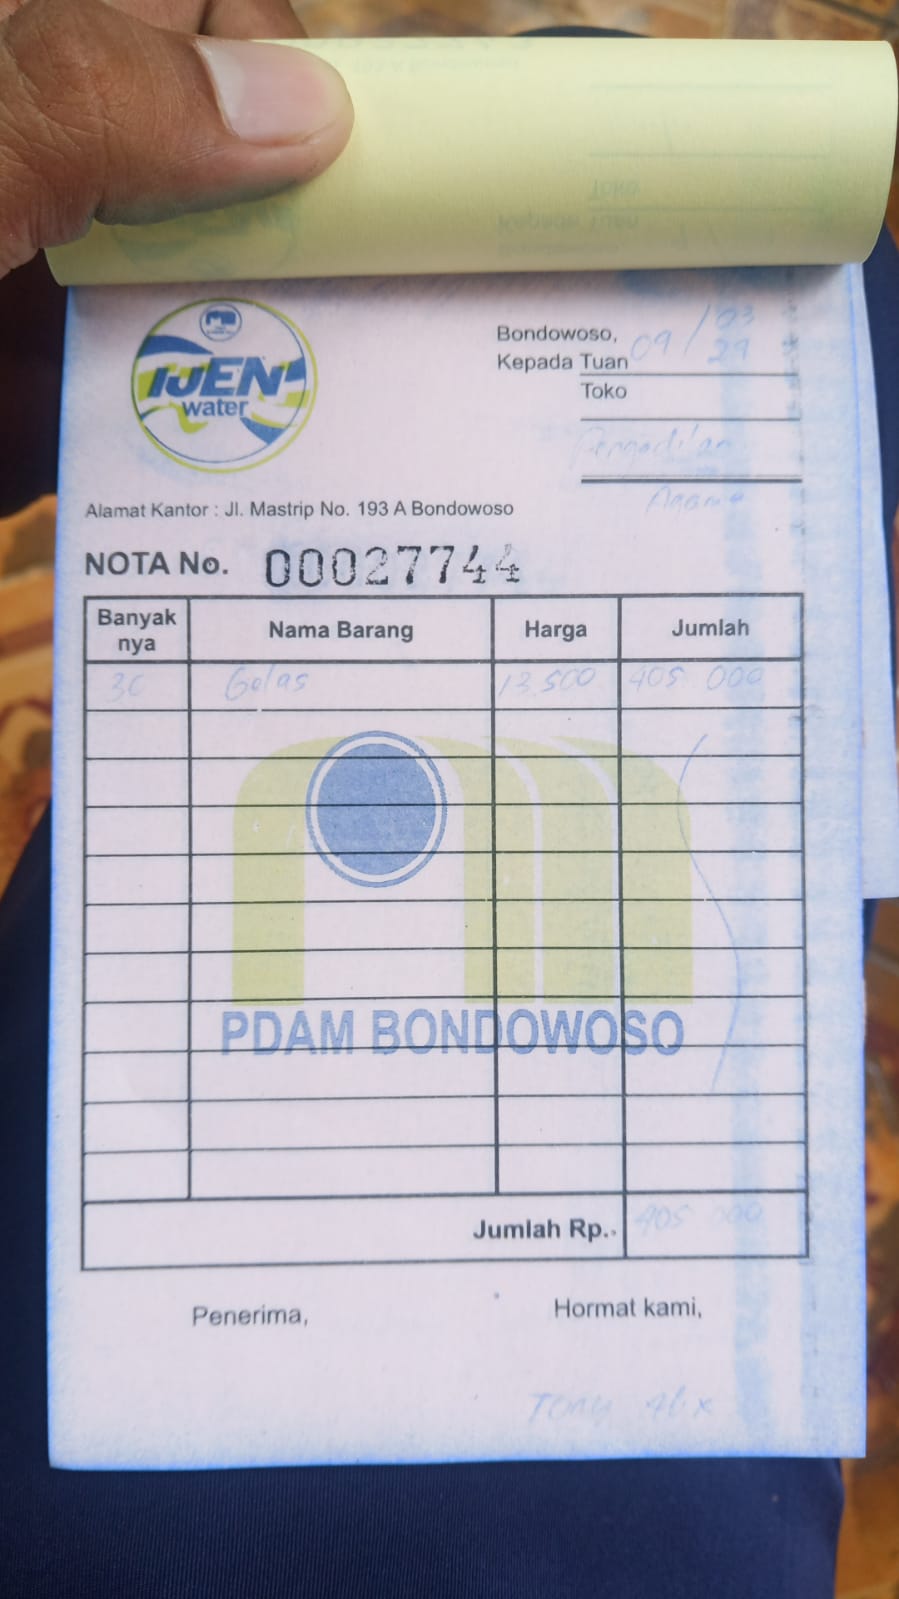 IJEN
water
Bondowoso, 09 / 03
Kepada Tuan 29
Toko
Pengadilan
Agama
Alamat Kantor : Jl. Mastrip No. 193 A Bondowoso
NOTA No. 00027744
Banyak nya Nama Barang Harga Jumlah
30 Gelas 13.500 405 000
PDAM BONDOWOSO
Jumlah Rp. 405 000
Penerima, Hormat kami,
Tony